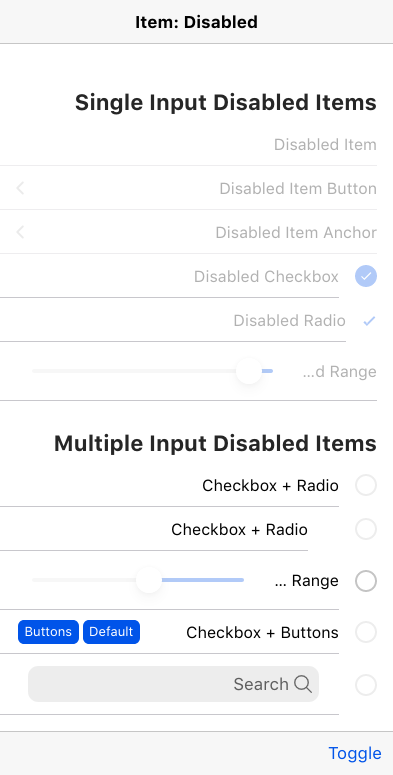 Item: Disabled
Single Input Disabled Items
Disabled Item
Disabled Item Button
Disabled Item Anchor
Disabled Checkbox
Disabled Radio
...d Range
Multiple Input Disabled Items
Checkbox + Radio
Checkbox + Radio
... Range
Checkbox + Buttons
Default
Buttons
Search
Toggle